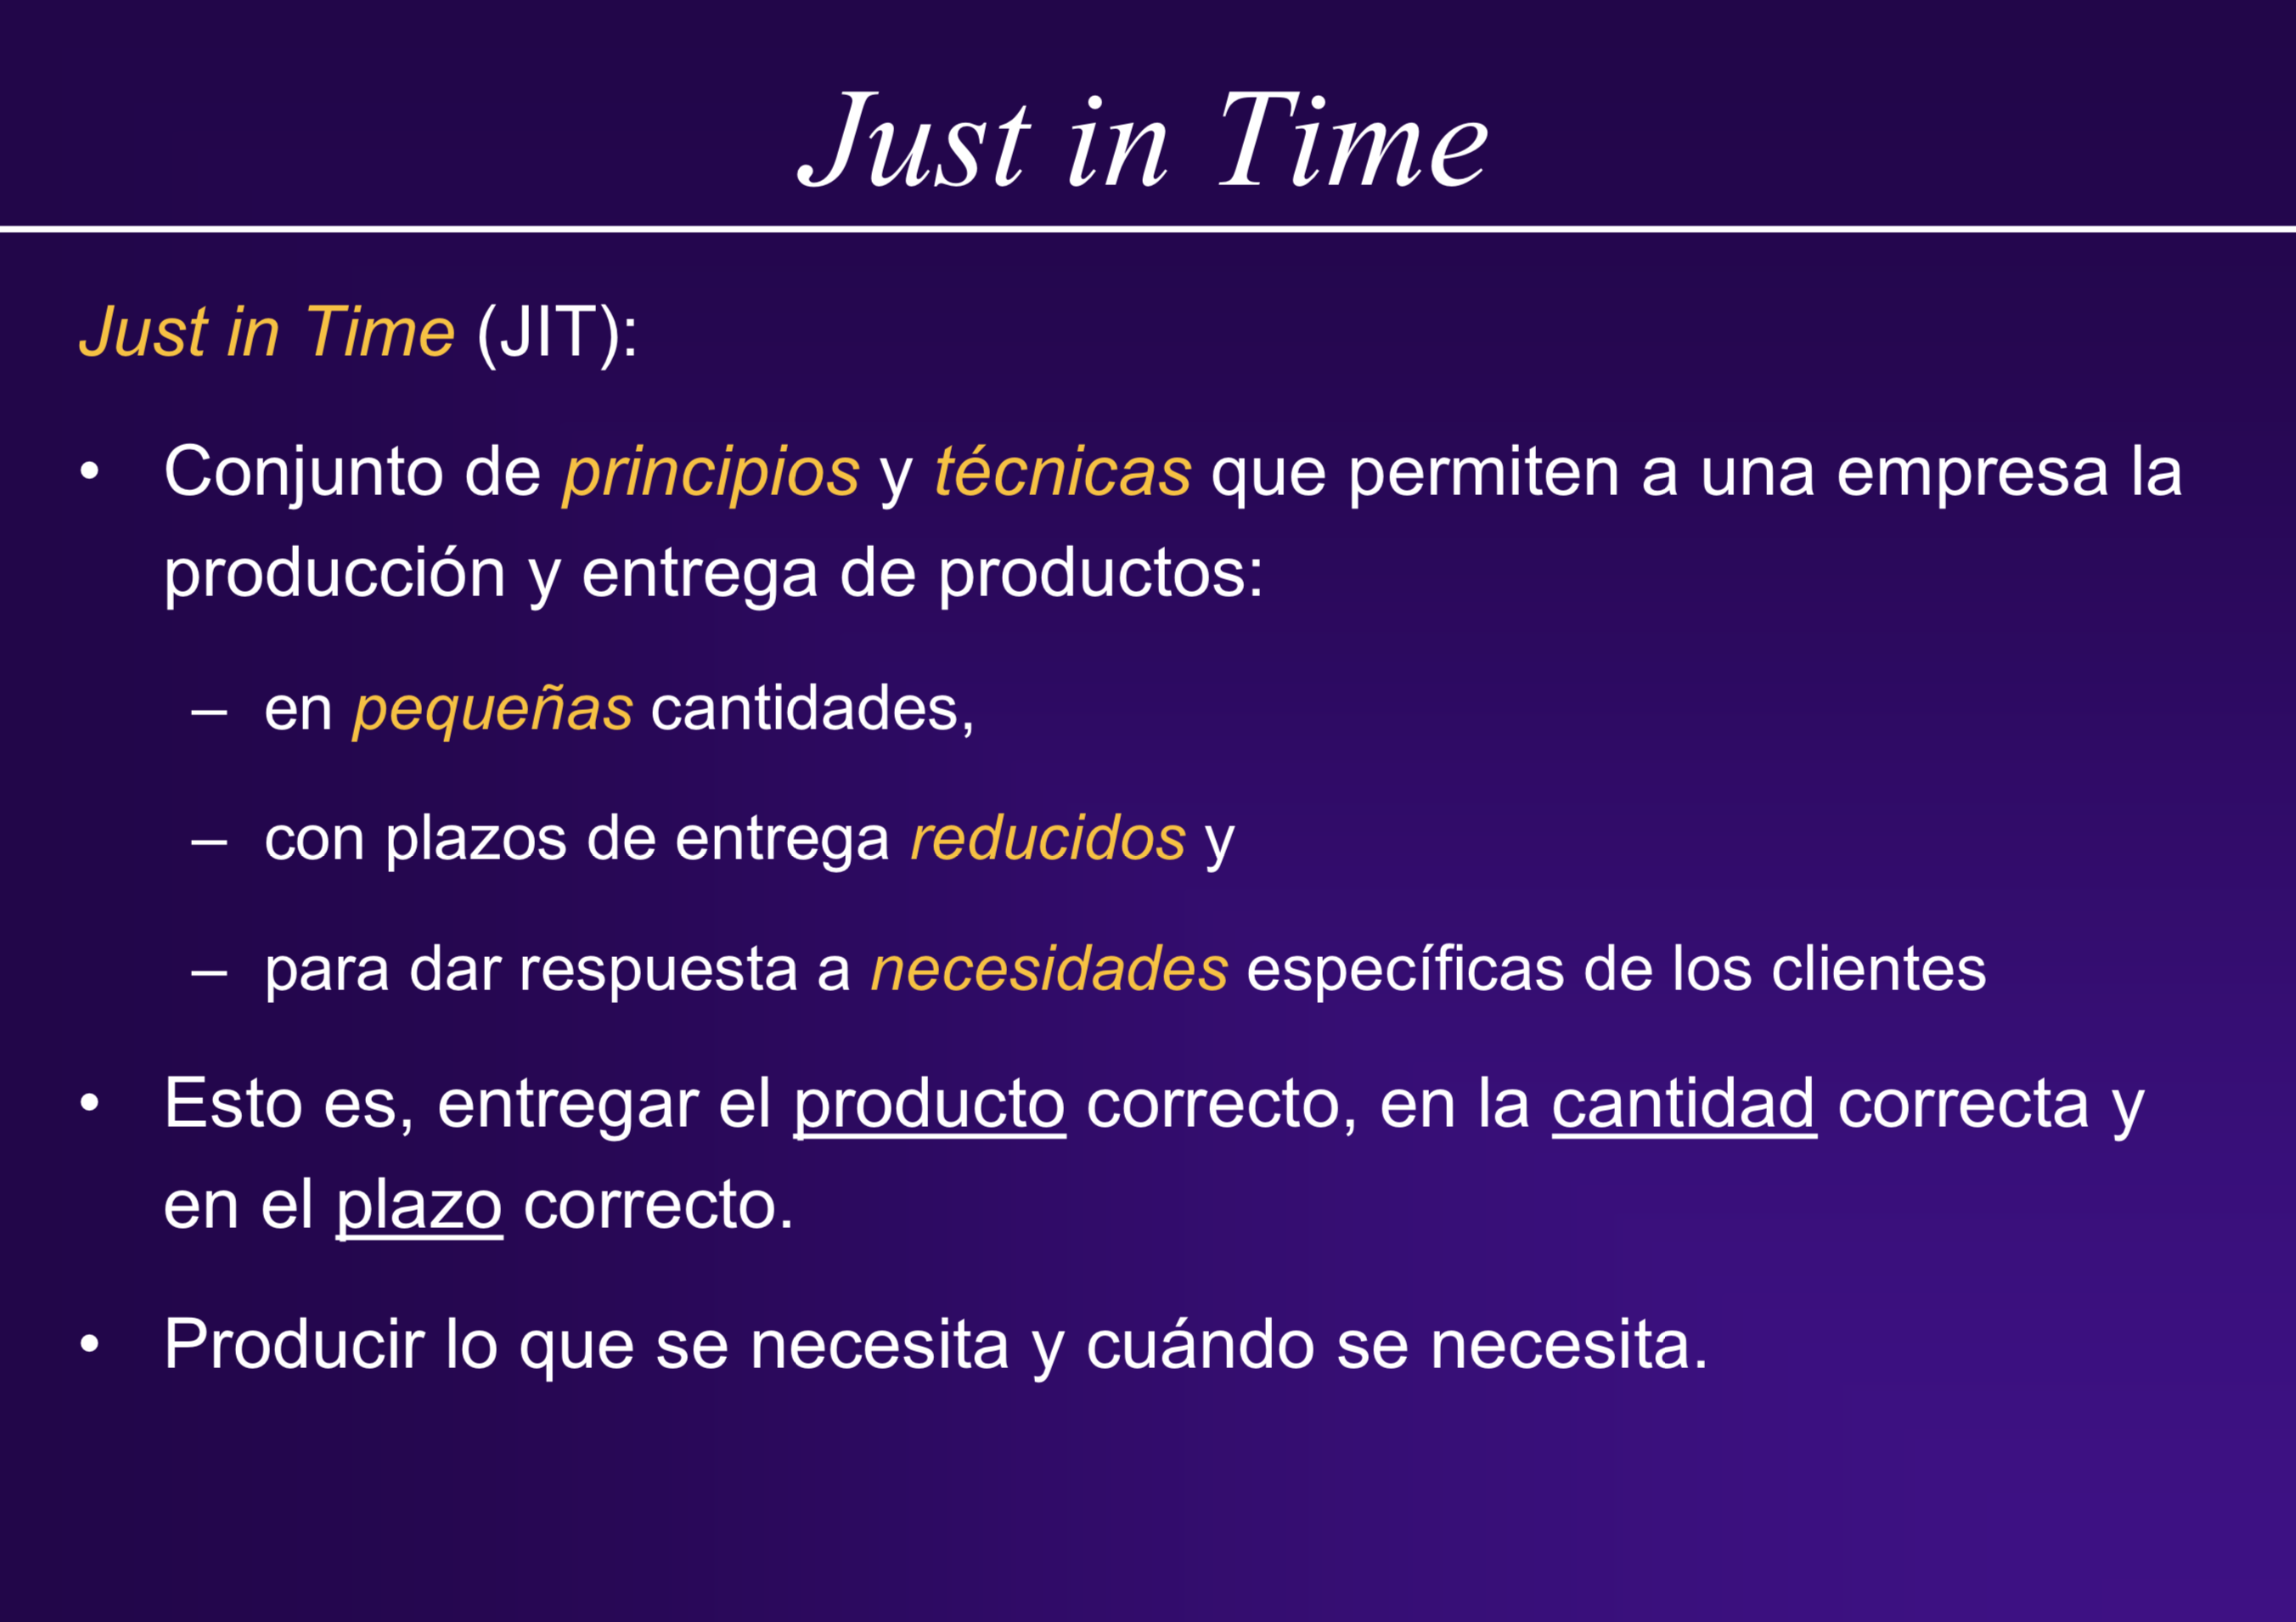 Just in Time
Just in Time (JIT):
• Conjunto de principios y técnicas que permiten a una empresa la
producción y entrega de productos:
– en pequeñas cantidades,
– con plazos de entrega reducidos y
– para dar respuesta a necesidades específicas de los clientes
• Esto es, entregar el producto correcto, en la cantidad correcta y
en el plazo correcto.
• Producir lo que se necesita y cuándo se necesita.